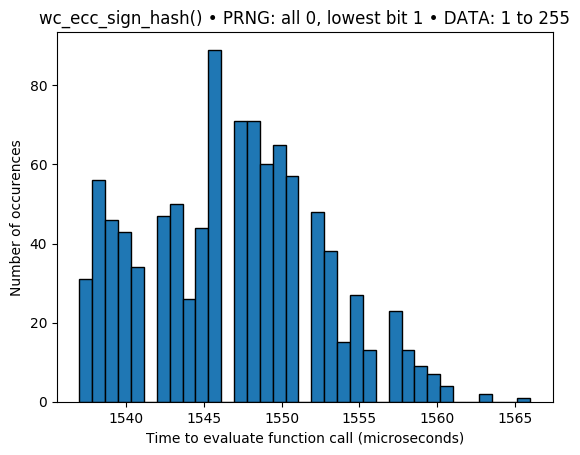 wc_ecc_sign_hash() • PRNG: all 0, lowest bit 1 • DATA: 1 to 255
Number of occurences
80
60
40
20
0
1540 1545 1550 1555 1560 1565
Time to evaluate function call (microseconds)